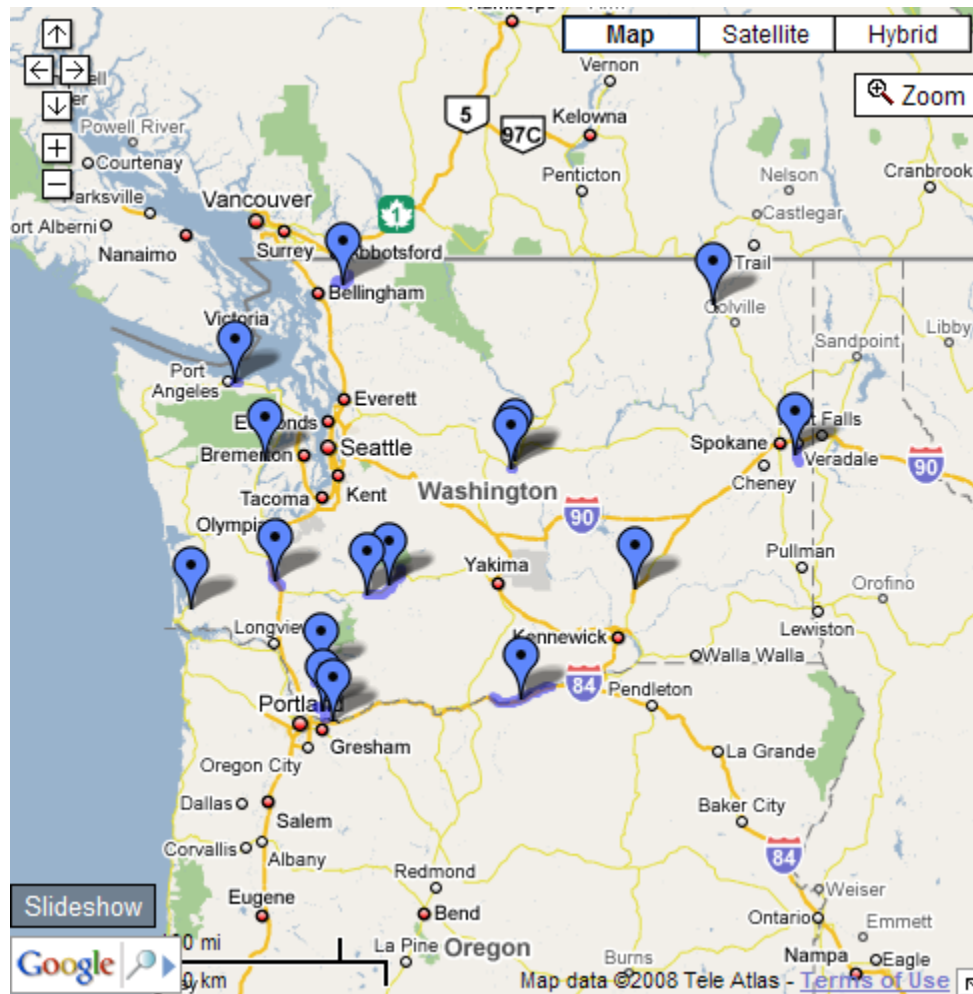 Map
Satellite
Hybrid
Zoom
Vernon
5
97C
Kelowna
Powell River
Courtenay
Penticton
Nelson
Cranbrook
Castlegar
Vancouver
1
Nanaimo
Surrey
Trail
Bellingham
Colville
Victoria
Sandpoint
Libby
Port
Angeles
Everett
Seattle
Bremerton
Spokane
Veradale
Cheney
90
Washington
Tacoma
Kent
90
Olympia
Pullman
Yakima
Orofino
Lewiston
Kennewick
Walla Walla
84
Pendleton
Portland
Gresham
La Grande
Oregon City
Dallas
Salem
Baker City
Corvallis
Albany
84
Redmond
Weiser
Slideshow
Eugene
Bend
Ontario
Emmett
La Pine
Oregon
Burns
Nampa
Eagle
Google
mi
km
Map data ©2008 Tele Atlas - Terms of Use